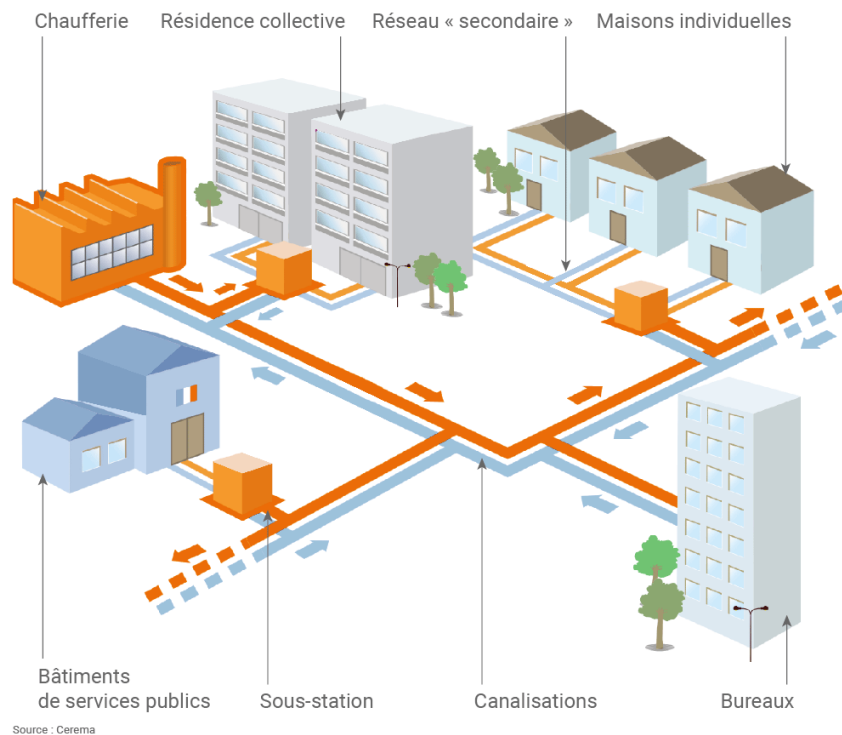 Chaufferie
Résidence collective
Réseau « secondaire »
Maisons individuelles
Bâtiments
de services publics
Sous-station
Canalisations
Bureaux
Source : Cerema